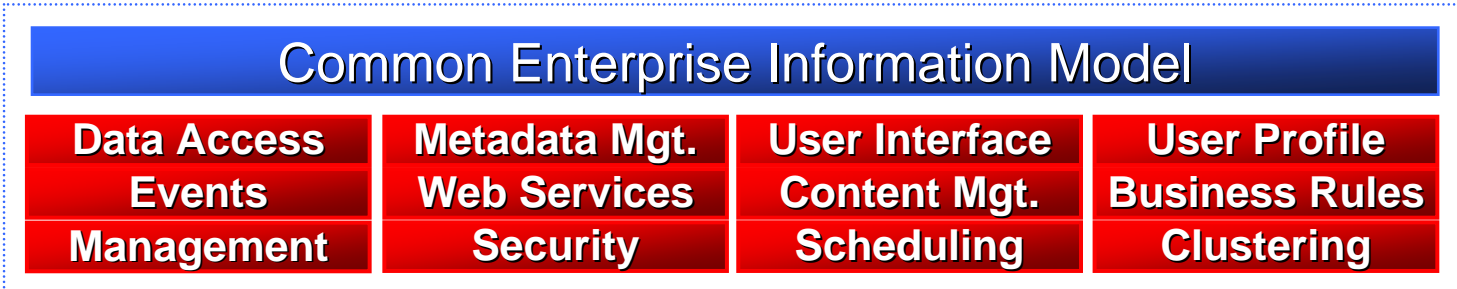 Common Enterprise Information Model
Data Access Metadata Mgt. User Interface User Profile
Events Web Services Content Mgt. Business Rules
Management Security Scheduling Clustering